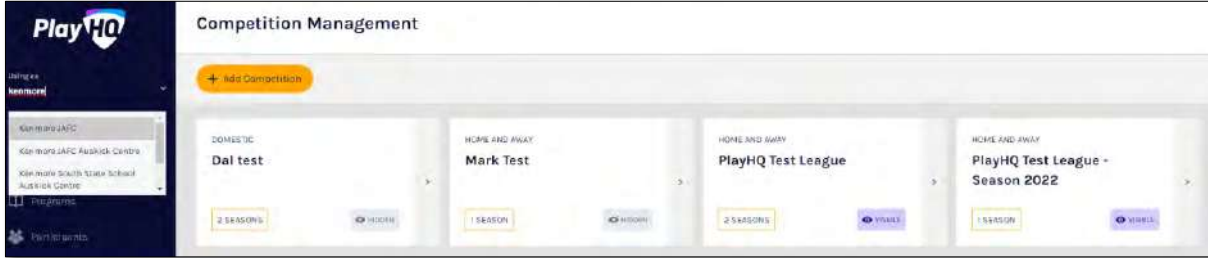 PlayHQ
Competition Management
Using as
kenmore
+ Add Competition
Kenmore JAFC
Kenmore JAFC Auskick Centre
Kenmore South State School
Auskick Centre
Programs
Participants
DOMESTIC
Dal test
2 SEASONS
HIDDEN
HOME AND AWAY
Mark Test
1 SEASON
HIDDEN
HOME AND AWAY
PlayHQ Test League
2 SEASONS
VISIBLE
HOME AND AWAY
PlayHQ Test League -
Season 2022
1 SEASON
VISIBLE